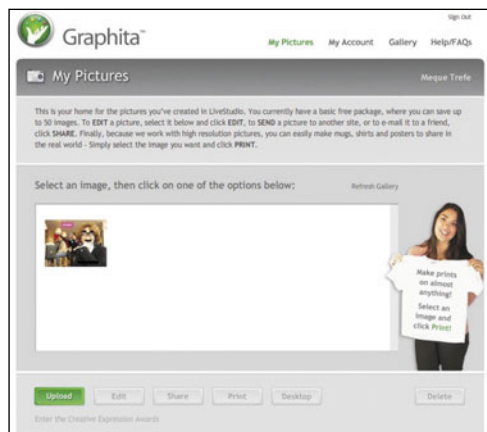 Sign Out
Graphita™
My Pictures My Account Gallery Help/FAQs
My Pictures
Meque Trefe
This is your home for the pictures you've created in LiveStudio. You currently have a basic free package, where you can save up
to 50 images. To EDIT a picture, select it below and click EDIT, to SEND a picture to another site, or to e-mail it to a friend,
click SHARE. Finally, because we work with high resolution pictures, you can easily make mugs, shirts and posters to share in
the real world - Simply select the image you want and click PRINT.
Select an image, then click on one of the options below:
Refresh Gallery
Make prints
on almost
anything!
Select an
image and
click Print!
Upload Edit Share Print Desktop Delete
Enter the Creative Expression Awards